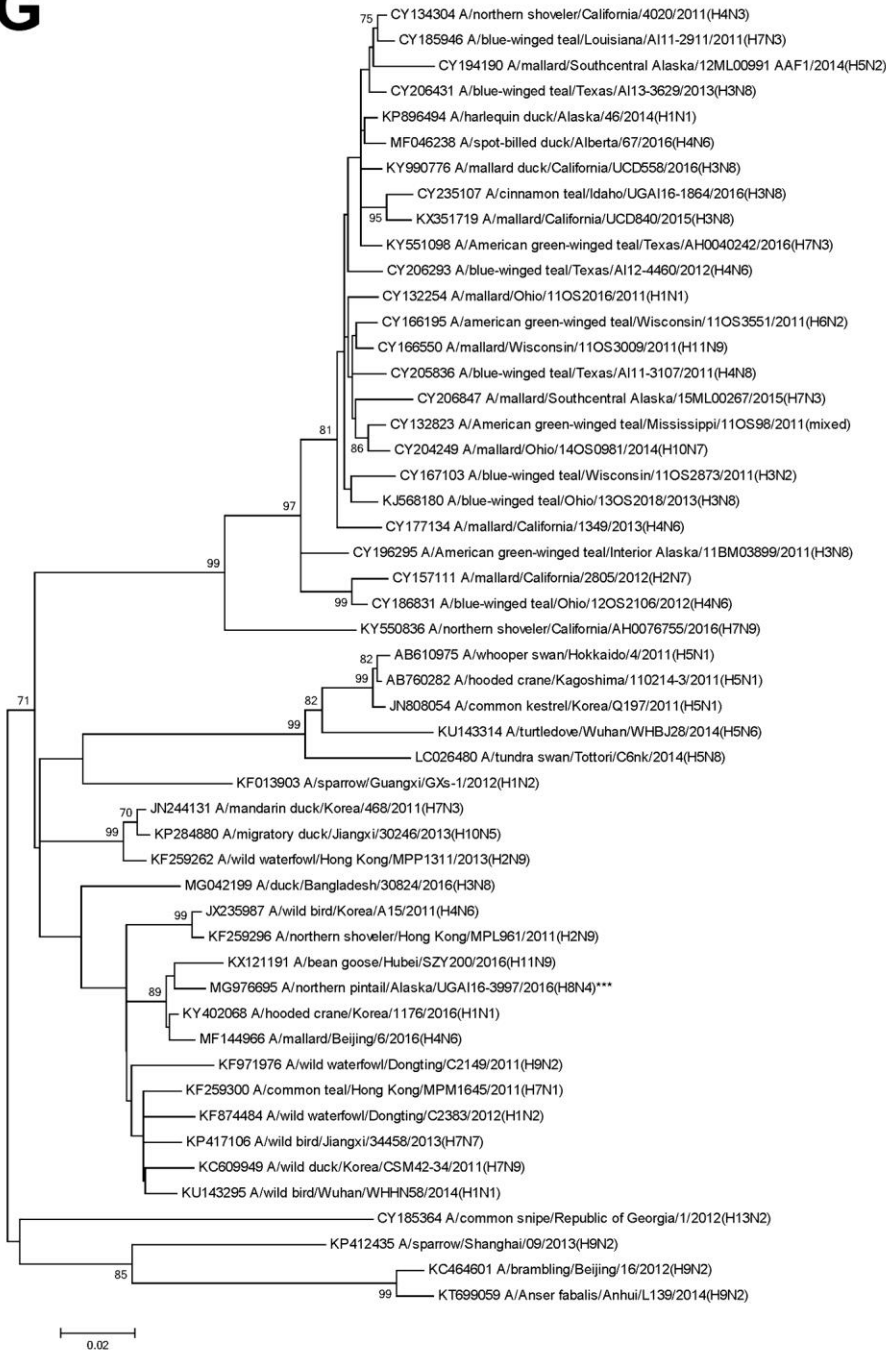 G
75
CY134304 A/northern shoveler/California/4020/2011(H4N3)
CY185946 A/blue-winged teal/Louisiana/AI11-2911/2011(H7N3)
CY194190 A/mallard/Southcentral Alaska/12ML00991 AAF1/2014(H5N2)
CY206431 A/blue-winged teal/Texas/AI13-3629/2013(H3N8)
KP896494 A/harlequin duck/Alaska/46/2014(H1N1)
MF046238 A/spot-billed duck/Alberta/67/2016(H4N6)
KY990776 A/mallard duck/California/UCD558/2016(H3N8)
CY235107 A/cinnamon teal/Idaho/UGAI16-1864/2016(H3N8)
95
KX351719 A/mallard/California/UCD840/2015(H3N8)
KY551098 A/American green-winged teal/Texas/AH0040242/2016(H7N3)
CY206293 A/blue-winged teal/Texas/AI12-4460/2012(H4N6)
CY132254 A/mallard/Ohio/11OS2016/2011(H1N1)
CY166195 A/american green-winged teal/Wisconsin/11OS3551/2011(H6N2)
CY166550 A/mallard/Wisconsin/11OS3009/2011(H11N9)
CY205836 A/blue-winged teal/Texas/AI11-3107/2011(H4N8)
CY206847 A/mallard/Southcentral Alaska/15ML00267/2015(H7N3)
CY132823 A/American green-winged teal/Mississippi/11OS98/2011(mixed)
81
86
CY204249 A/mallard/Ohio/14OS0981/2014(H10N7)
CY167103 A/blue-winged teal/Wisconsin/11OS2873/2011(H3N2)
KJ568180 A/blue-winged teal/Ohio/13OS2018/2013(H3N8)
97
CY177134 A/mallard/California/1349/2013(H4N6)
CY196295 A/American green-winged teal/Interior Alaska/11BM03899/2011(H3N8)
99
CY157111 A/mallard/California/2805/2012(H2N7)
99
CY186831 A/blue-winged teal/Ohio/12OS2106/2012(H4N6)
KY550836 A/northern shoveler/California/AH0076755/2016(H7N9)
82
AB610975 A/whooper swan/Hokkaido/4/2011(H5N1)
99
AB760282 A/hooded crane/Kagoshima/110214-3/2011(H5N1)
71
82
JN808054 A/common kestrel/Korea/Q197/2011(H5N1)
99
KU143314 A/turtledove/Wuhan/WHBJ28/2014(H5N6)
LC026480 A/tundra swan/Tottori/C6nk/2014(H5N8)
KF013903 A/sparrow/Guangxi/GXs-1/2012(H1N2)
70
JN244131 A/mandarin duck/Korea/468/2011(H7N3)
99
KP284880 A/migratory duck/Jiangxi/30246/2013(H10N5)
KF259262 A/wild waterfowl/Hong Kong/MPP1311/2013(H2N9)
MG042199 A/duck/Bangladesh/30824/2016(H3N8)
99
JX235987 A/wild bird/Korea/A15/2011(H4N6)
KF259296 A/northern shoveler/Hong Kong/MPL961/2011(H2N9)
KX121191 A/bean goose/Hubei/SZY200/2016(H11N9)
89
MG976695 A/northern pintail/Alaska/UGAI16-3997/2016(H8N4)***
KY402068 A/hooded crane/Korea/1176/2016(H1N1)
MF144966 A/mallard/Beijing/6/2016(H4N6)
KF971976 A/wild waterfowl/Dongting/C2149/2011(H9N2)
KF259300 A/common teal/Hong Kong/MPM1645/2011(H7N1)
KF874484 A/wild waterfowl/Dongting/C2383/2012(H1N2)
KP417106 A/wild bird/Jiangxi/34458/2013(H7N7)
KC609949 A/wild duck/Korea/CSM42-34/2011(H7N9)
KU143295 A/wild bird/Wuhan/WHHN58/2014(H1N1)
CY185364 A/common snipe/Republic of Georgia/1/2012(H13N2)
KP412435 A/sparrow/Shanghai/09/2013(H9N2)
85
KC464601 A/brambling/Beijing/16/2012(H9N2)
99
KT699059 A/Anser fabalis/Anhui/L139/2014(H9N2)
0.02